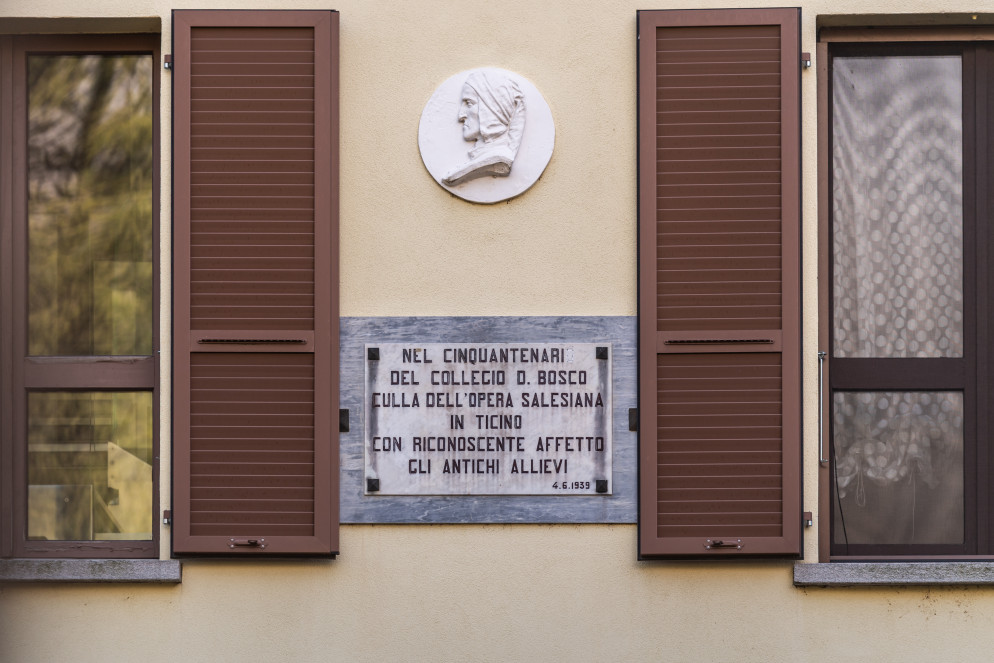 NEL CINQUANTENARIO
DEL COLLEGIO D. BOSCO
CULLA DELL'OPERA SALESIANA
IN TICINO
CON RICONOSCENTE AFFETTO
GLI ANTICHI ALLIEVI
4.6.1939